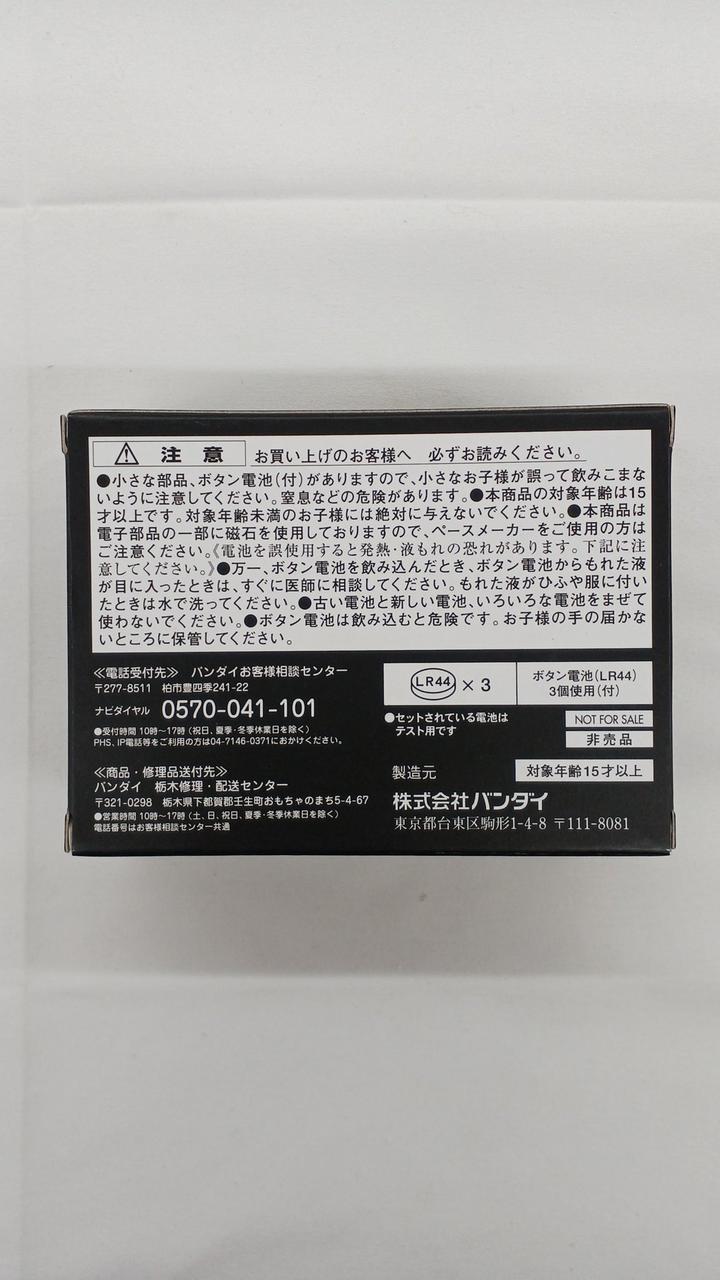 注意 お買い上げのお客様へ 必ずお読みください。
●小さな部品、ボタン電池(付)がありますので、小さなお子様が誤って飲みこまな
いように注意してください。窒息などの危険があります。●本商品の対象年齢は15
才以上です。対象年齢未満のお子様には絶対に与えないでください。●本商品は
電子部品の一部に磁石を使用しておりますので、ペースメーカーをご使用の方は
ご注意ください。《電池を誤使用すると発熱・液もれの恐れがあります。下記に注
意してください。》●万一、ボタン電池を飲み込んだとき、ボタン電池からもれた液
が目に入ったときは、すぐに医師に相談してください。もれた液がひふや服に付い
たときは水で洗ってください。●古い電池と新しい電池、いろいろな電池をまぜて
使わないでください。●ボタン電池は飲み込むと危険です。お子様の手の届かな
いところに保管してください。
≪電話受付先≫ バンダイお客様相談センター
〒277-8511 柏市豊四季241-22
ナビダイヤル 0570-041-101
●受付時間 10時〜17時(祝日、夏季・冬季休業日を除く)
PHS、IP電話等をご利用の方は04-7146-0371におかけください。
≪商品・修理品送付先≫
バンダイ 栃木修理・配送センター
〒321-0298 栃木県下都賀郡壬生町おもちゃのまち5-4-67
●営業時間 10時〜17時(土、日、祝日、夏季・冬季休業日を除く)
電話番号はお客様相談センター共通
LR44 × 3
ボタン電池(LR44)
3個使用(付)
●セットされている電池は
テスト用です
NOT FOR SALE
非売品
製造元
対象年齢15才以上
株式会社バンダイ
東京都台東区駒形1-4-8 〒111-8081